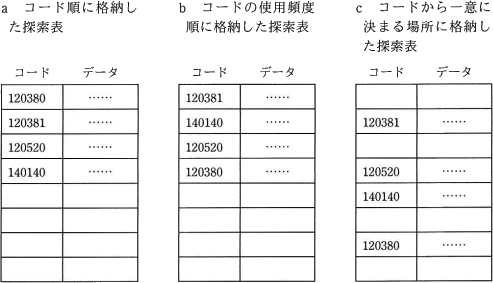 a　コード順に格納し
た探索表
コード　データ
120380　……
120381　……
120520　……
140140　……
b　コードの使用頻度
順に格納した探索表
コード　データ
120381　……
140140　……
120520　……
120380　……
c　コードから一意に
決まる場所に格納し
た探索表
コード　データ
120381　……
120520　……
140140　……
120380　……